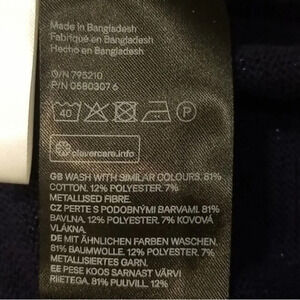 Made in Bangladesh
Fabriqué en Bangladesh
Hecho en Bangladesh
O/N 795210
P/N 0580307 6
40 P
clevercare.info
GB WASH WITH SIMILAR COLOURS. 81%
COTTON. 12% POLYESTER. 7%
METALLISED FIBRE.
CZ PERTE S PODOBNÝMI BARVAMI. 81%
BAVLNA. 12% POLYESTER. 7% KOVOVÁ
VLÁKNA.
DE MIT ÄHNLICHEN FARBEN WASCHEN.
81% BAUMWOLLE. 12% POLYESTER. 7%
METALLISIERTES GARN.
EE PESE KOOS SARNAST VÄRVI
RIIETEGA. 81% PUUVILL. 12%